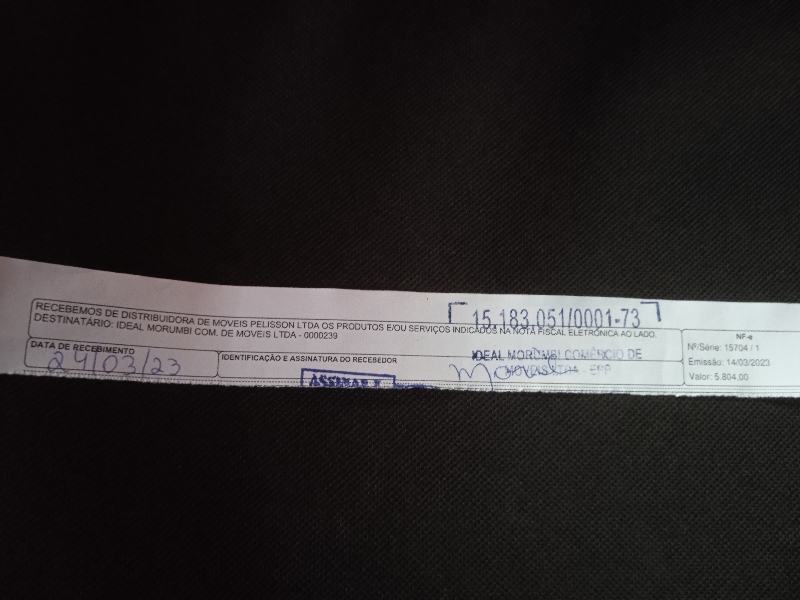 15.183.051/0001-73
RECEBEMOS DE DISTRIBUIDORA DE MOVEIS PELISSON LTDA OS PRODUTOS E/OU SERVIÇOS INDICADOS NA NOTA FISCAL ELETRÔNICA AO LADO.
DESTINATÁRIO: IDEAL MORUMBI COM. DE MOVEIS LTDA - 0000239
DATA DE RECEBIMENTO
24/03/23
IDENTIFICAÇÃO E ASSINATURA DO RECEBEDOR
IDEAL MORUMBI COMÉRCIO DE
MOVEIS LTDA - EPP
NF-e
Nº/Série: 15704 / 1
Emissão: 14/03/2023
Valor: 5.804,00